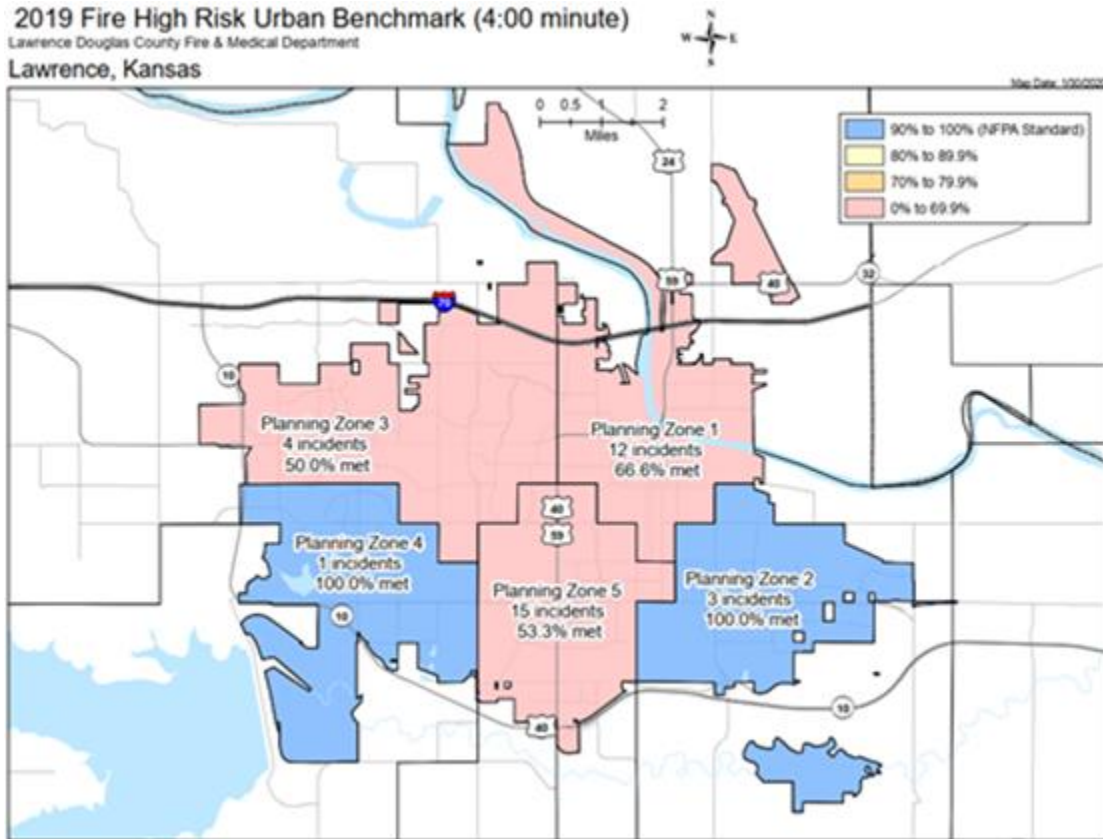 2019 Fire High Risk Urban Benchmark (4:00 minute)
Lawrence Douglas County Fire & Medical Department
Lawrence, Kansas
N
W E
S
Map Date:
0 0.5 1 2
Miles
90% to 100% (NFPA Standard)
80% to 89.9%
70% to 79.9%
0% to 69.9%
24
59
40
32
70
10
Planning Zone 3
4 incidents
50.0% met
Planning Zone 1
12 incidents
66.6% met
40
59
Planning Zone 4
1 incidents
100.0% met
Planning Zone 5
15 incidents
53.3% met
Planning Zone 2
3 incidents
100.0% met
10
40
10